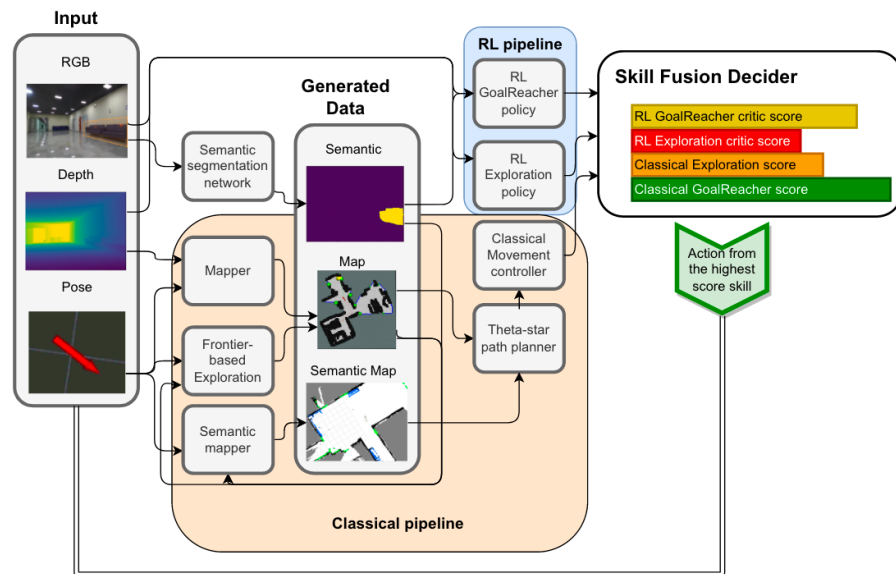 Input
RGB
Depth
Pose
Semantic
segmentation
network
Mapper
Frontier-
based
Exploration
Semantic
mapper
Generated
Data
Semantic
Map
Semantic Map
Classical pipeline
RL pipeline
RL
GoalReacher
policy
RL
Exploration
policy
Classical
Movement
controller
Theta-star
path planner
Skill Fusion Decider
RL GoalReacher critic score
RL Exploration critic score
Classical Exploration score
Classical GoalReacher score
Action from
the highest
score skill